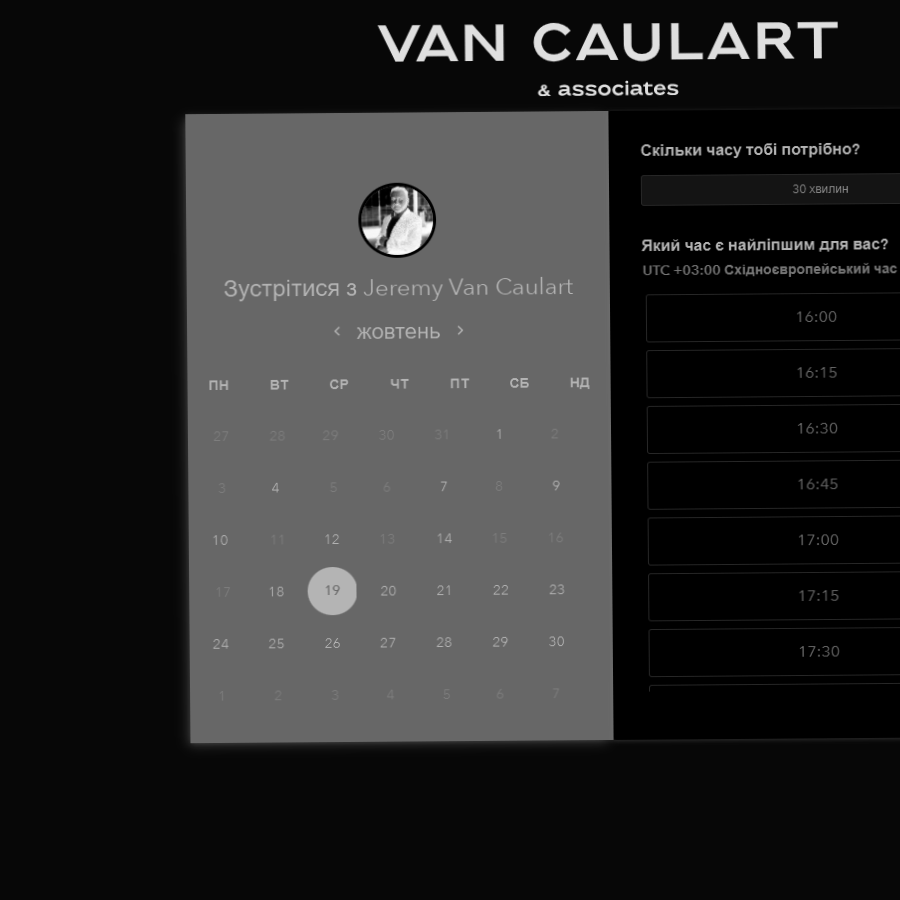 VAN CAULART
& associates
Зустрітися з Jeremy Van Caulart
‹ жовтень ›
ПН ВТ СР ЧТ ПТ СБ НД
27 28 29 30 31 1 2
3 4 5 6 7 8 9
10 11 12 13 14 15 16
17 18 19 20 21 22 23
24 25 26 27 28 29 30
1 2 3 4 5 6 7
Скільки часу тобі потрібно?
30 хвилин
Який час є найліпшим для вас?
UTC +03:00 Східноєвропейський час
16:00
16:15
16:30
16:45
17:00
17:15
17:30